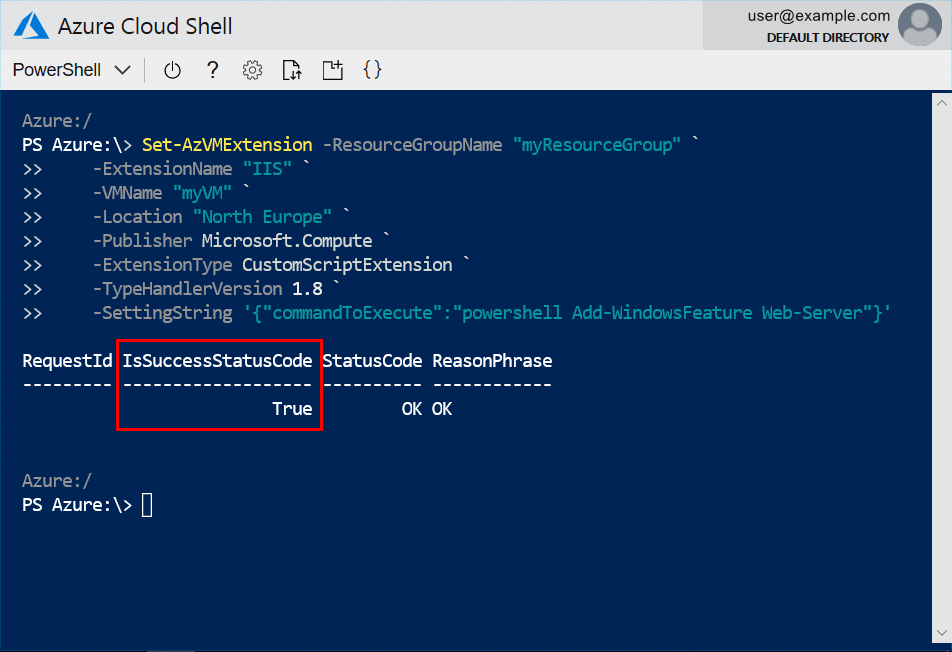 Azure Cloud Shell
user@example.com
DEFAULT DIRECTORY
PowerShell
?
{}
Azure:/
PS Azure:\> Set-AzVMExtension -ResourceGroupName "myResourceGroup" `
>>     -ExtensionName "IIS" `
>>     -VMName "myVM" `
>>     -Location "North Europe" `
>>     -Publisher Microsoft.Compute `
>>     -ExtensionType CustomScriptExtension `
>>     -TypeHandlerVersion 1.8 `
>>     -SettingString '{"commandToExecute":"powershell Add-WindowsFeature Web-Server"}'
RequestId IsSuccessStatusCode StatusCode ReasonPhrase
--------- ------------------- ---------- ------------
                         True         OK OK
Azure:/
PS Azure:\>